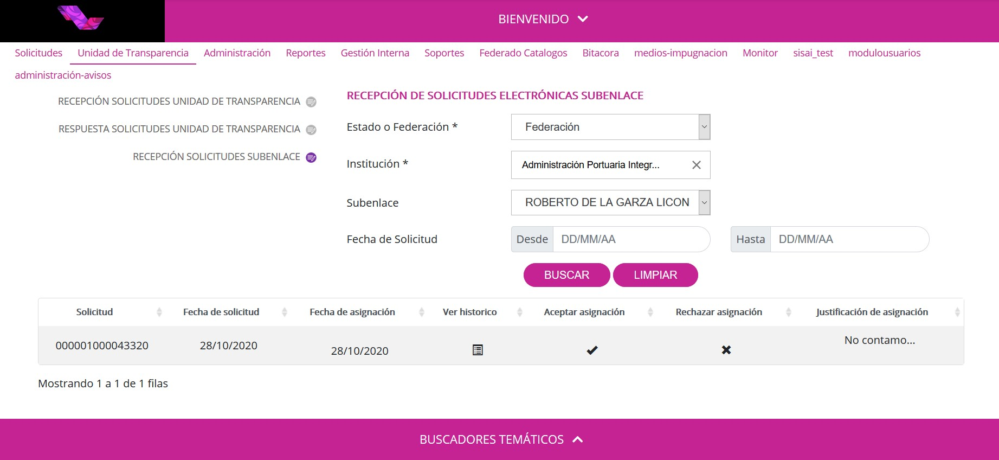 BIENVENIDO
Solicitudes Unidad de Transparencia Administración Reportes Gestión Interna Soportes Federado Catalogos Bitacora medios-impugnacion Monitor sisai_test modulousuarios
administración-avisos
RECEPCIÓN SOLICITUDES UNIDAD DE TRANSPARENCIA
RESPUESTA SOLICITUDES UNIDAD DE TRANSPARENCIA
RECEPCIÓN SOLICITUDES SUBENLACE
RECEPCIÓN DE SOLICITUDES ELECTRÓNICAS SUBENLACE
Estado o Federación * Federación
Institución * Administración Portuaria Integr...
Subenlace ROBERTO DE LA GARZA LICON
Fecha de Solicitud Desde DD/MM/AA Hasta DD/MM/AA
BUSCAR LIMPIAR
Solicitud Fecha de solicitud Fecha de asignación Ver historico Aceptar asignación Rechazar asignación Justificación de asignación
000001000043320 28/10/2020 28/10/2020 No contamo...
Mostrando 1 a 1 de 1 filas
BUSCADORES TEMÁTICOS